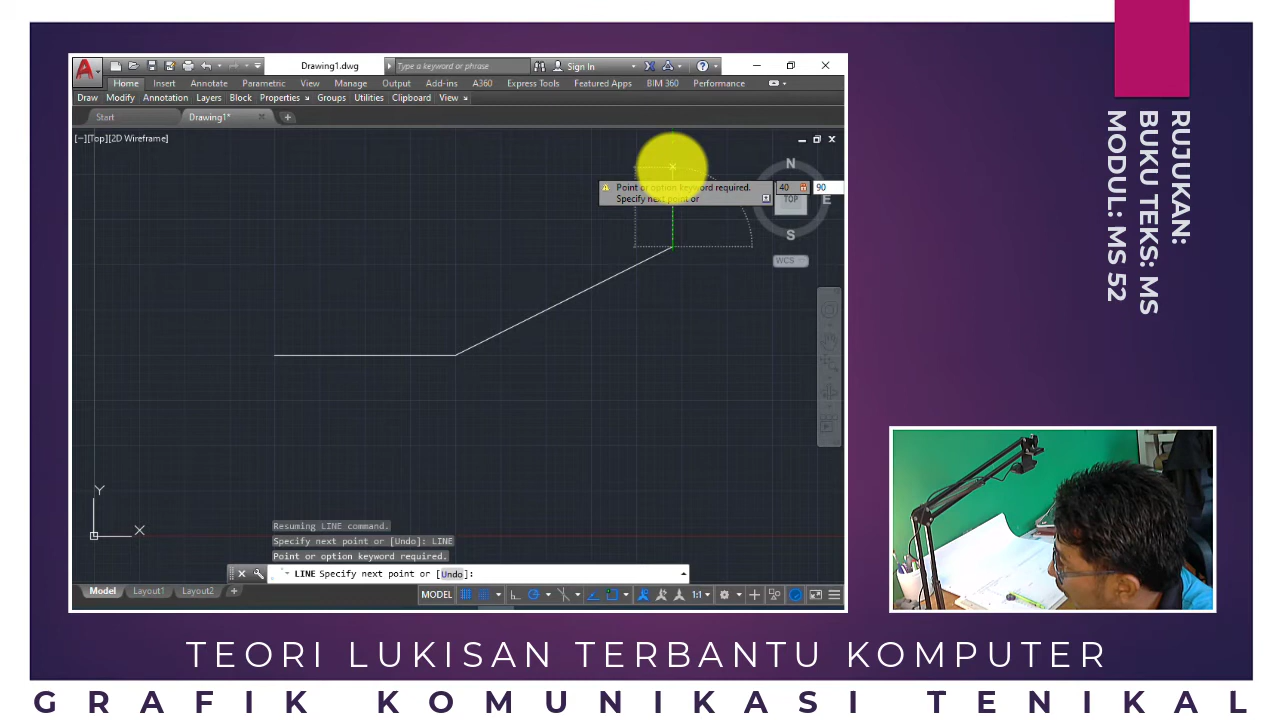 Drawing1.dwg
Type a keyword or phrase
Sign In
Home Insert Annotate Parametric View Manage Output Add-ins A360 Express Tools Featured Apps BIM 360 Performance
Draw Modify Annotation Layers Block Properties Groups Utilities Clipboard View
Start Drawing1*
[−][Top][2D Wireframe]
N
E
S
TOP
WCS
Point or option keyword required. 40 90
Specify next point or
Y
X
Resuming LINE command.
Specify next point or [Undo]: LINE
Point or option keyword required.
LINE Specify next point or [Undo]:
Model Layout1 Layout2 +
MODEL 1:1
RUJUKAN:
BUKU TEKS: MS
MODUL: MS 52
TEORI LUKISAN TERBANTU KOMPUTER
GRAFIK KOMUNIKASI TENIKAL